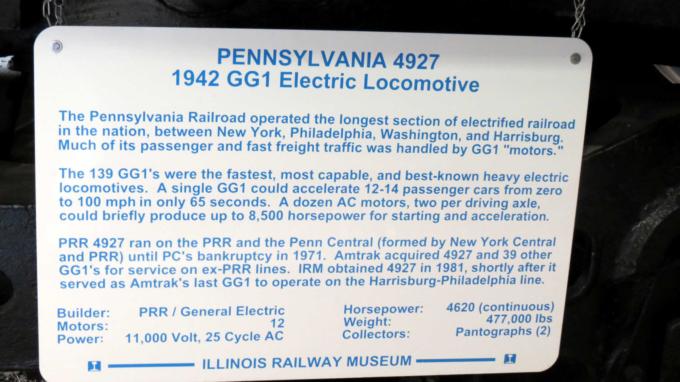 PENNSYLVANIA 4927
1942 GG1 Electric Locomotive
The Pennsylvania Railroad operated the longest section of electrified railroad
in the nation, between New York, Philadelphia, Washington, and Harrisburg.
Much of its passenger and fast freight traffic was handled by GG1 "motors."
The 139 GG1's were the fastest, most capable, and best-known heavy electric
locomotives. A single GG1 could accelerate 12-14 passenger cars from zero
to 100 mph in only 65 seconds. A dozen AC motors, two per driving axle,
could briefly produce up to 8,500 horsepower for starting and acceleration.
PRR 4927 ran on the PRR and the Penn Central (formed by New York Central
and PRR) until PC's bankruptcy in 1971. Amtrak acquired 4927 and 39 other
GG1's for service on ex-PRR lines. IRM obtained 4927 in 1981, shortly after it
served as Amtrak's last GG1 to operate on the Harrisburg-Philadelphia line.
Builder: PRR / General Electric Horsepower: 4620 (continuous)
Motors: 12 Weight: 477,000 lbs
Power: 11,000 Volt, 25 Cycle AC Collectors: Pantographs (2)
ILLINOIS RAILWAY MUSEUM